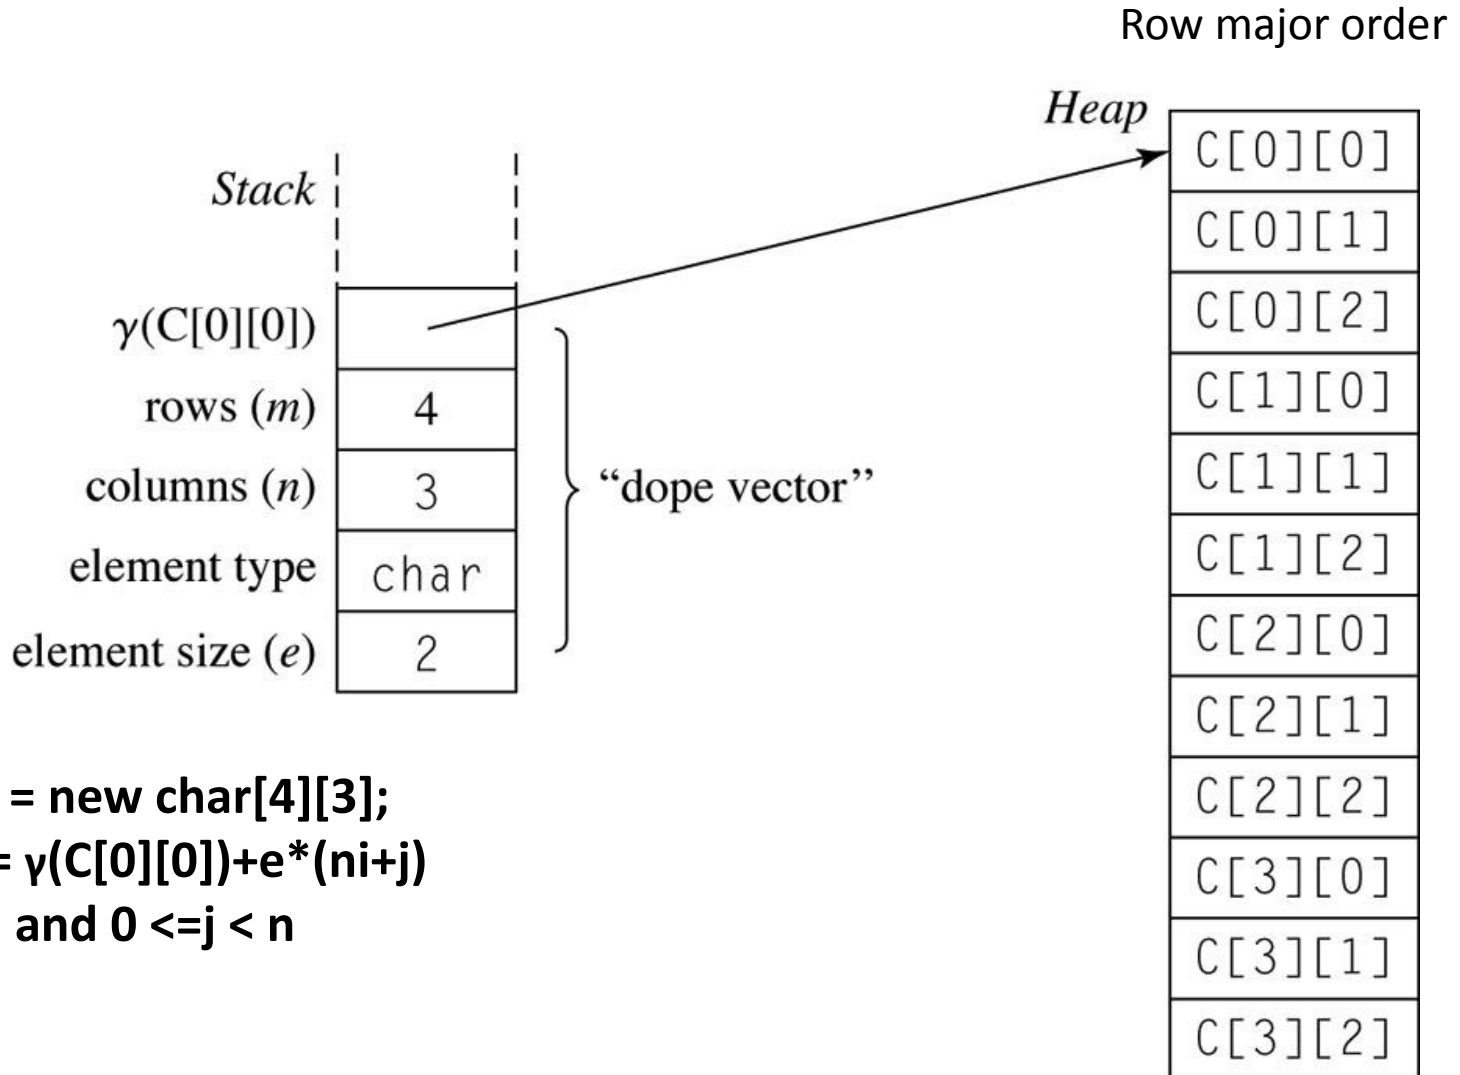 Row major order
Heap
Stack
γ(C[0][0])
rows (m) 4
columns (n) 3
element type char
element size (e) 2
“dope vector”
C[0][0]
C[0][1]
C[0][2]
C[1][0]
C[1][1]
C[1][2]
C[2][0]
C[2][1]
C[2][2]
C[3][0]
C[3][1]
C[3][2]
= new char[4][3];
= γ(C[0][0])+e*(ni+j)
and 0 <=j < n